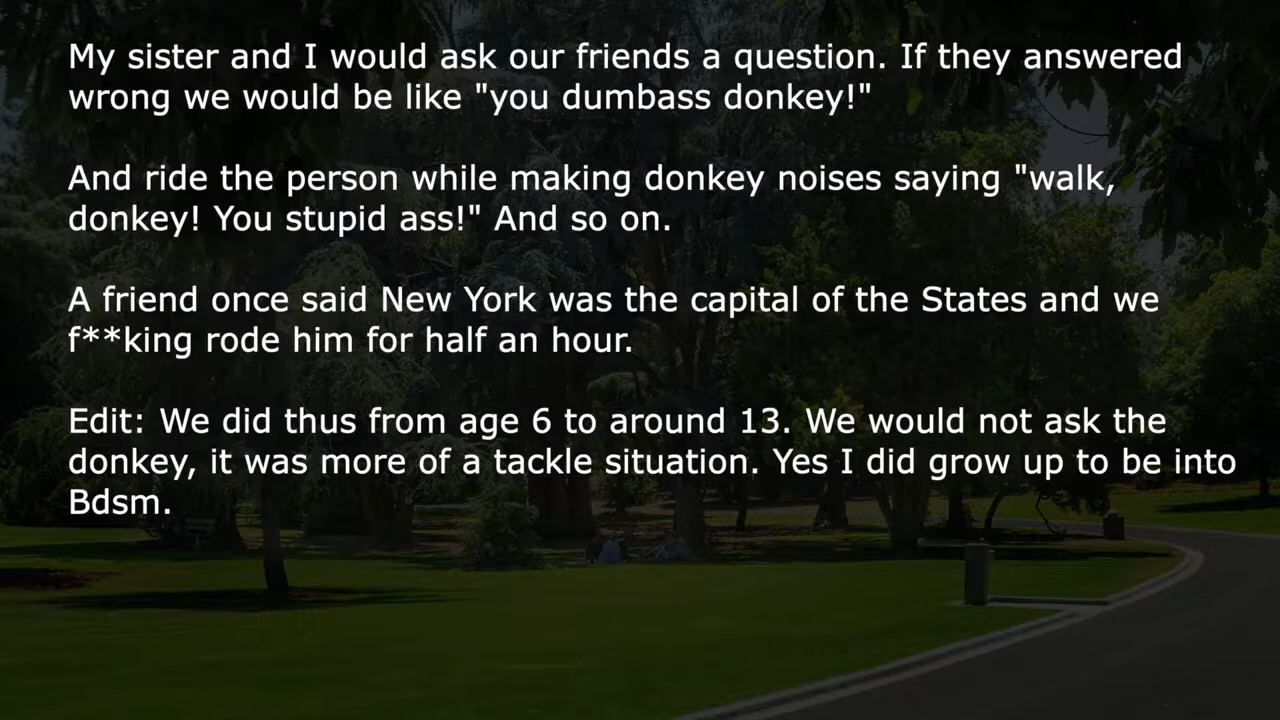 My sister and I would ask our friends a question. If they answered
wrong we would be like "you dumbass donkey!"
And ride the person while making donkey noises saying "walk,
donkey! You stupid ass!" And so on.
A friend once said New York was the capital of the States and we
f**king rode him for half an hour.
Edit: We did thus from age 6 to around 13. We would not ask the
donkey, it was more of a tackle situation. Yes I did grow up to be into
Bdsm.